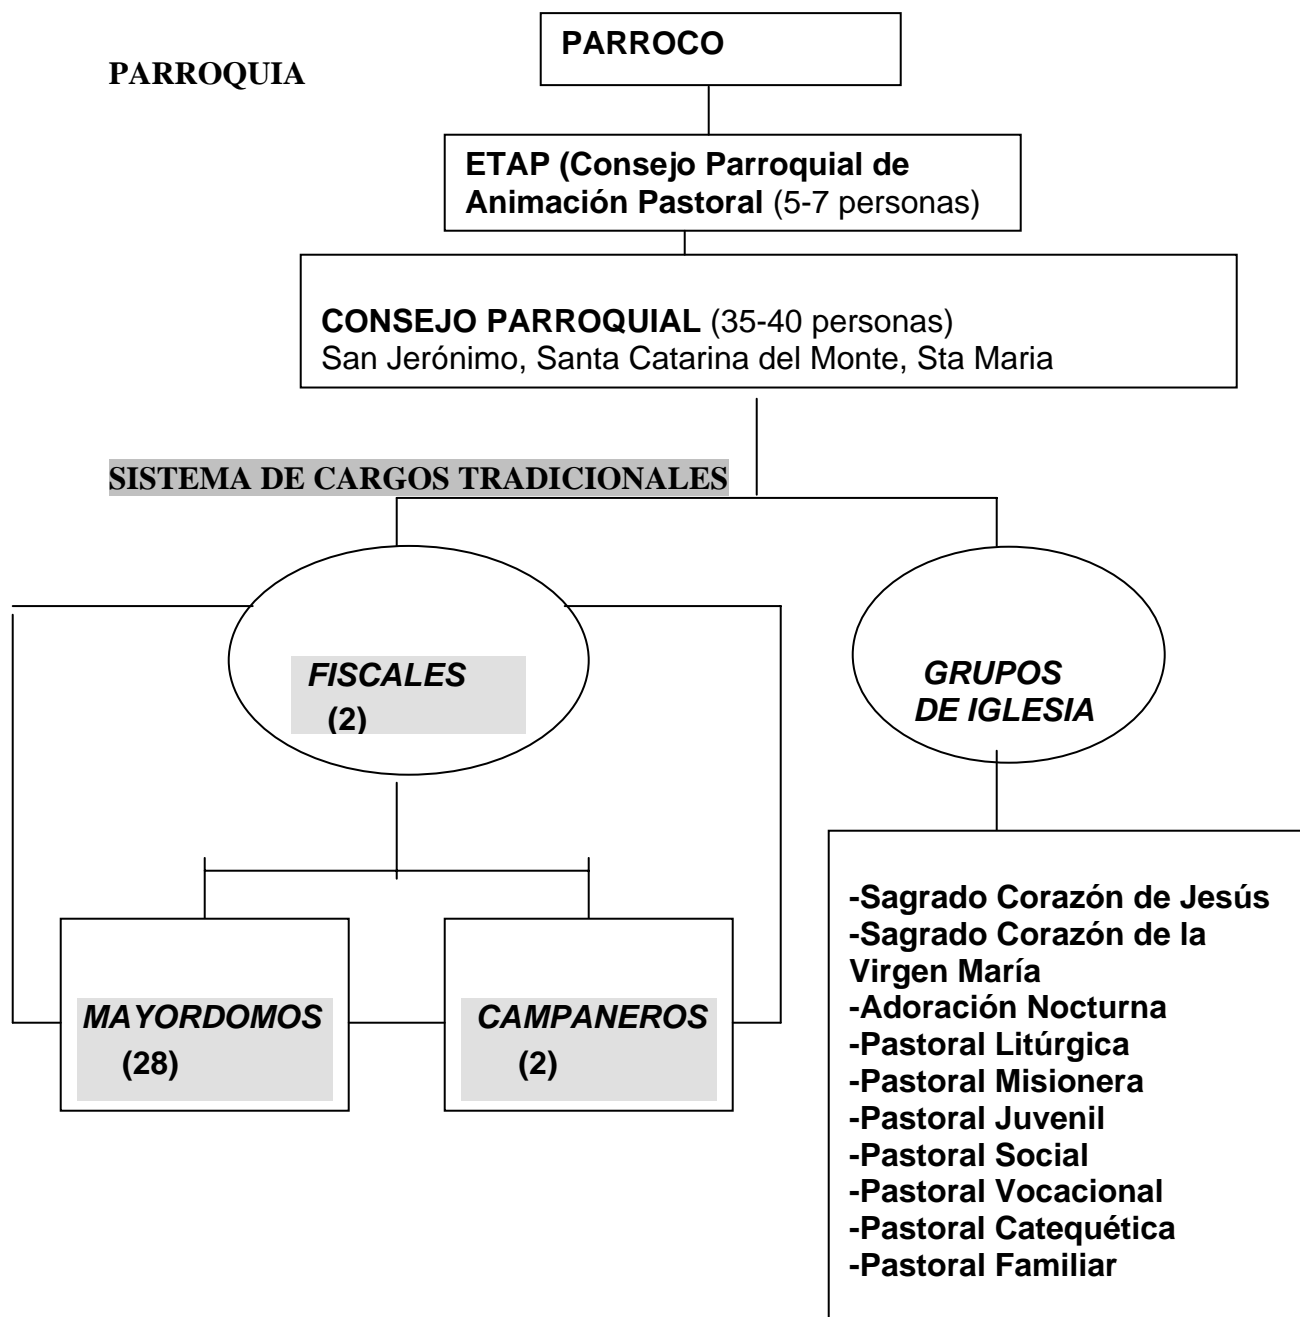 PARROCO
PARROQUIA
ETAP (Consejo Parroquial de
Animación Pastoral (5-7 personas)
CONSEJO PARROQUIAL (35-40 personas)
San Jerónimo, Santa Catarina del Monte, Sta Maria
SISTEMA DE CARGOS TRADICIONALES
FISCALES
(2)
GRUPOS
DE IGLESIA
MAYORDOMOS
(28)
CAMPANEROS
(2)
-Sagrado Corazón de Jesús
-Sagrado Corazón de la
Virgen María
-Adoración Nocturna
-Pastoral Litúrgica
-Pastoral Misionera
-Pastoral Juvenil
-Pastoral Social
-Pastoral Vocacional
-Pastoral Catequética
-Pastoral Familiar